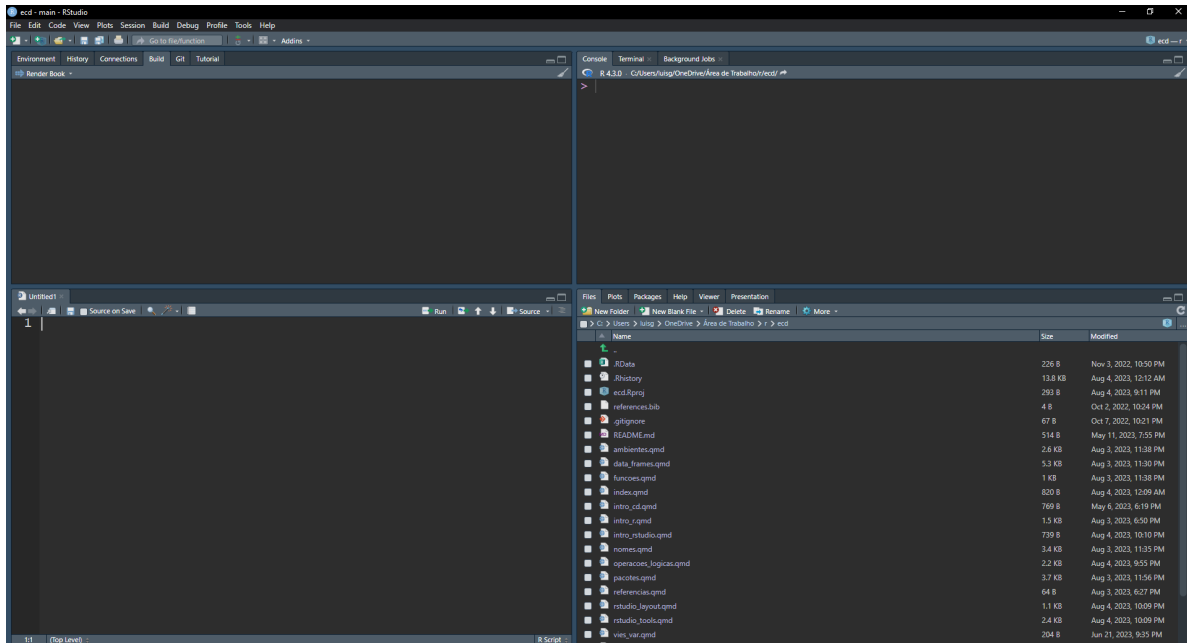 ecd - main - RStudio
File Edit Code View Plots Session Build Debug Profile Tools Help
Go to file/function Addins ecd — r
Environment History Connections Build Git Tutorial
Render Book
Console Terminal Background Jobs
R 4.3.0 · C:/Users/luisg/OneDrive/Área de Trabalho/r/ecd/
>
Untitled1
Source on Save Run Source
1
1:1 (Top Level) R Script
Files Plots Packages Help Viewer Presentation
New Folder New Blank File Delete Rename More
C: > Users > luisg > OneDrive > Área de Trabalho > r > ecd
Name Size Modified
..
.RData 226 B Nov 3, 2022, 10:50 PM
.Rhistory 13.8 KB Aug 4, 2023, 12:12 AM
ecd.Rproj 293 B Aug 4, 2023, 9:11 PM
references.bib 4 B Oct 2, 2022, 10:24 PM
.gitignore 67 B Oct 7, 2022, 10:21 PM
README.md 514 B May 11, 2023, 7:55 PM
ambientes.qmd 2.6 KB Aug 3, 2023, 11:38 PM
data_frames.qmd 5.3 KB Aug 3, 2023, 11:30 PM
funcoes.qmd 1 KB Aug 3, 2023, 11:38 PM
index.qmd 820 B Aug 4, 2023, 12:09 AM
intro_cd.qmd 769 B May 6, 2023, 6:19 PM
intro_r.qmd 1.5 KB Aug 3, 2023, 6:50 PM
intro_rstudio.qmd 739 B Aug 4, 2023, 10:10 PM
nomes.qmd 3.4 KB Aug 3, 2023, 11:35 PM
operacoes_logicas.qmd 2.2 KB Aug 4, 2023, 9:55 PM
pacotes.qmd 3.7 KB Aug 3, 2023, 11:56 PM
referencias.qmd 64 B Aug 3, 2023, 6:27 PM
rstudio_layout.qmd 1.1 KB Aug 4, 2023, 10:09 PM
rstudio_tools.qmd 2.4 KB Aug 4, 2023, 10:09 PM
vies_var.qmd 204 B Jun 21, 2023, 9:35 PM